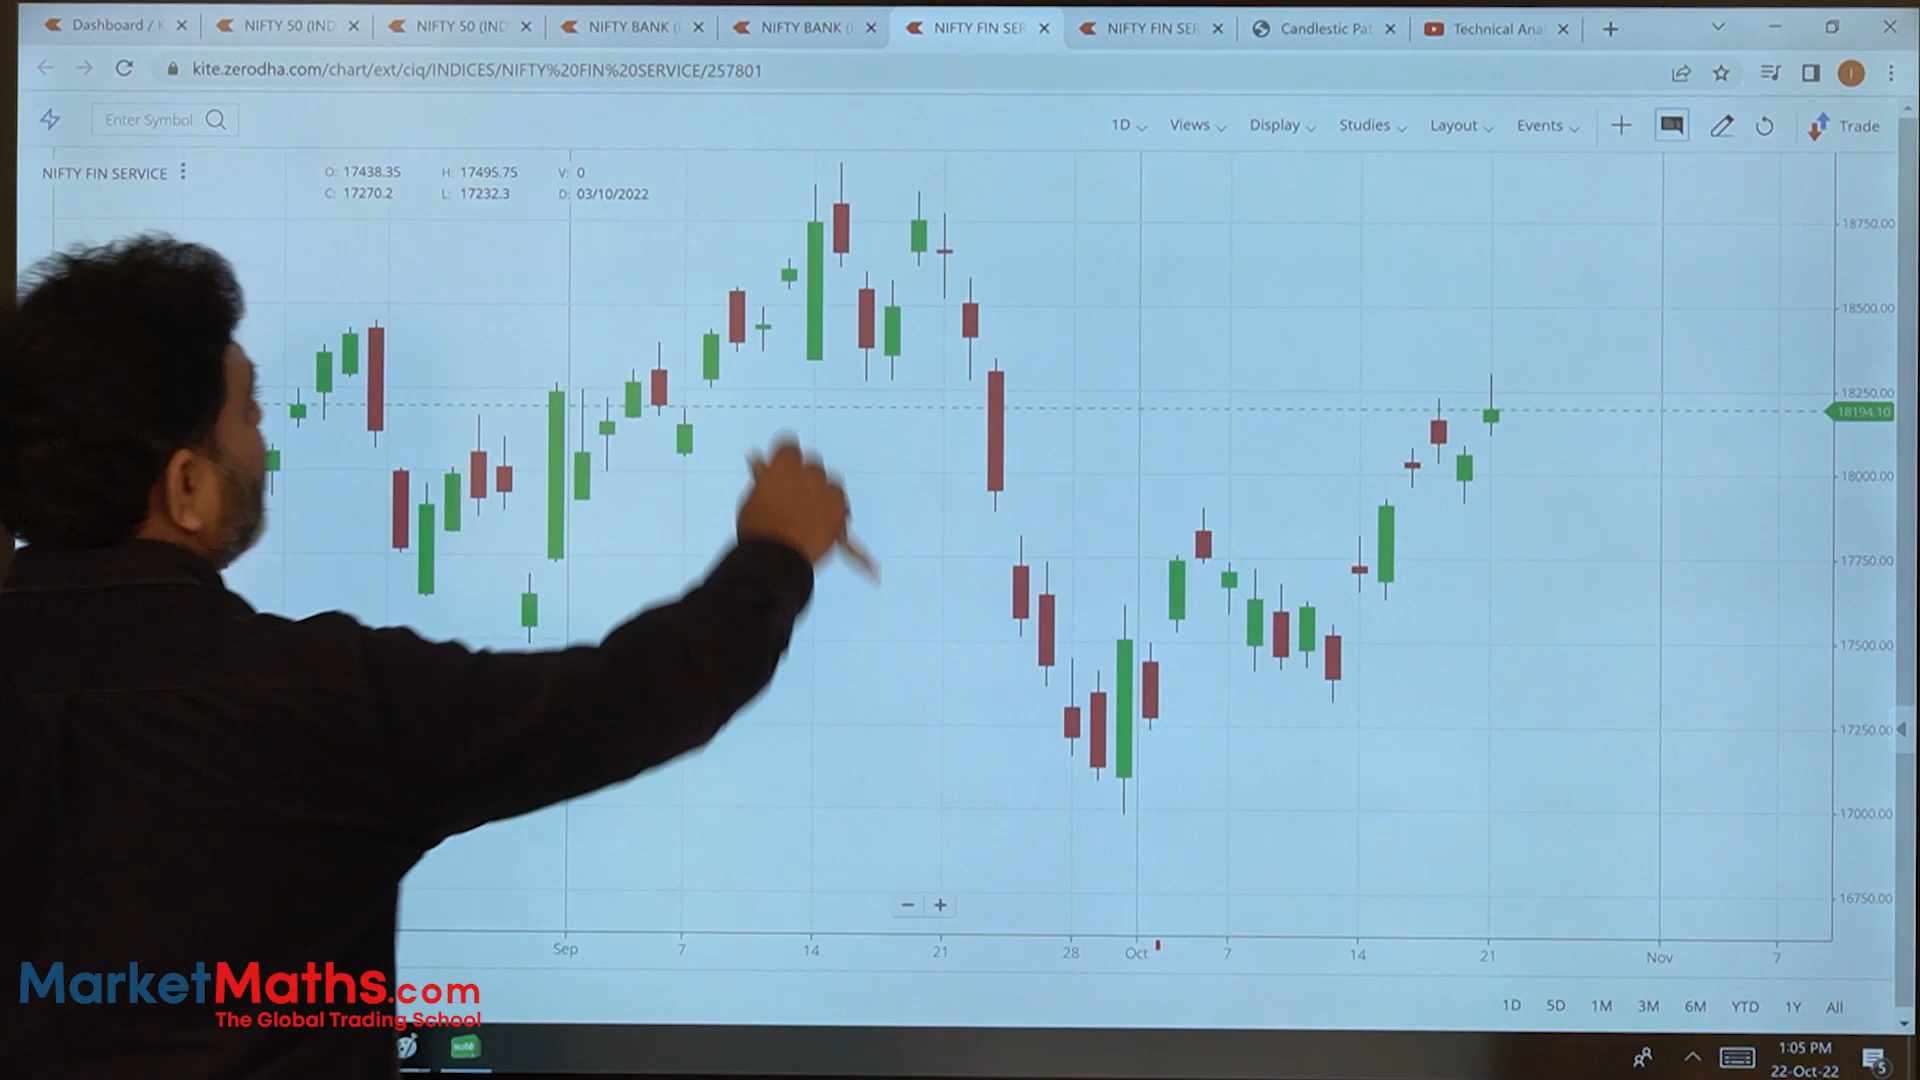 Dashboard / K
NIFTY 50 (IND
NIFTY 50 (IND
NIFTY BANK (
NIFTY BANK (
NIFTY FIN SER
NIFTY FIN SER
Candlestic Pat
Technical Anal
kite.zerodha.com/chart/ext/ciq/INDICES/NIFTY%20FIN%20SERVICE/257801
Enter Symbol
1D
Views
Display
Studies
Layout
Events
Trade
NIFTY FIN SERVICE
O: 17438.35
H: 17495.75
V: 0
C: 17270.2
L: 17232.3
D: 03/10/2022
18750.00
18500.00
18250.00
18194.10
18000.00
17750.00
17500.00
17250.00
17000.00
16750.00
Sep
7
14
21
28
Oct
7
14
21
Nov
7
1D
5D
1M
3M
6M
YTD
1Y
All
MarketMaths.com
The Global Trading School
note
1:05 PM
22-Oct-22
5